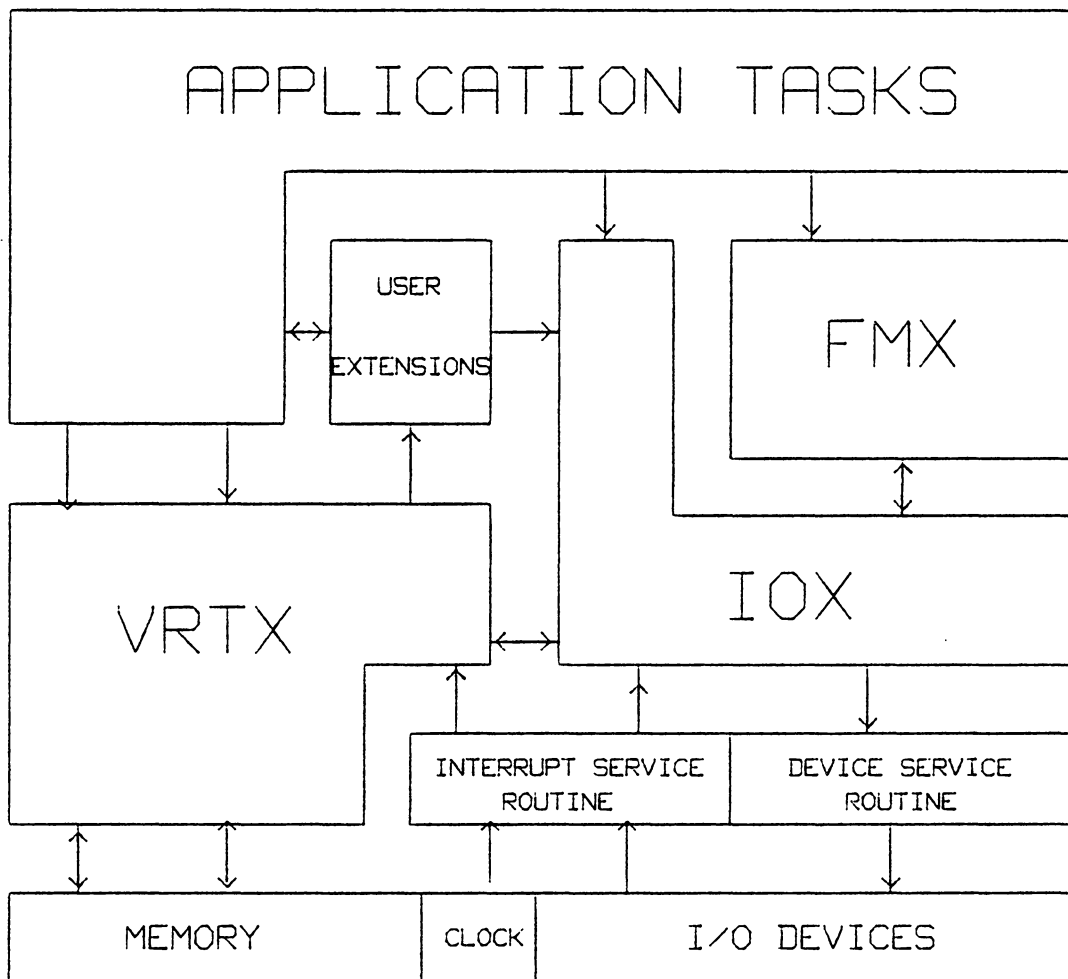 APPLICATION TASKS
USER
EXTENSIONS
FMX
IOX
VRTX
INTERRUPT SERVICE
ROUTINE
DEVICE SERVICE
ROUTINE
MEMORY
CLOCK
I/O DEVICES